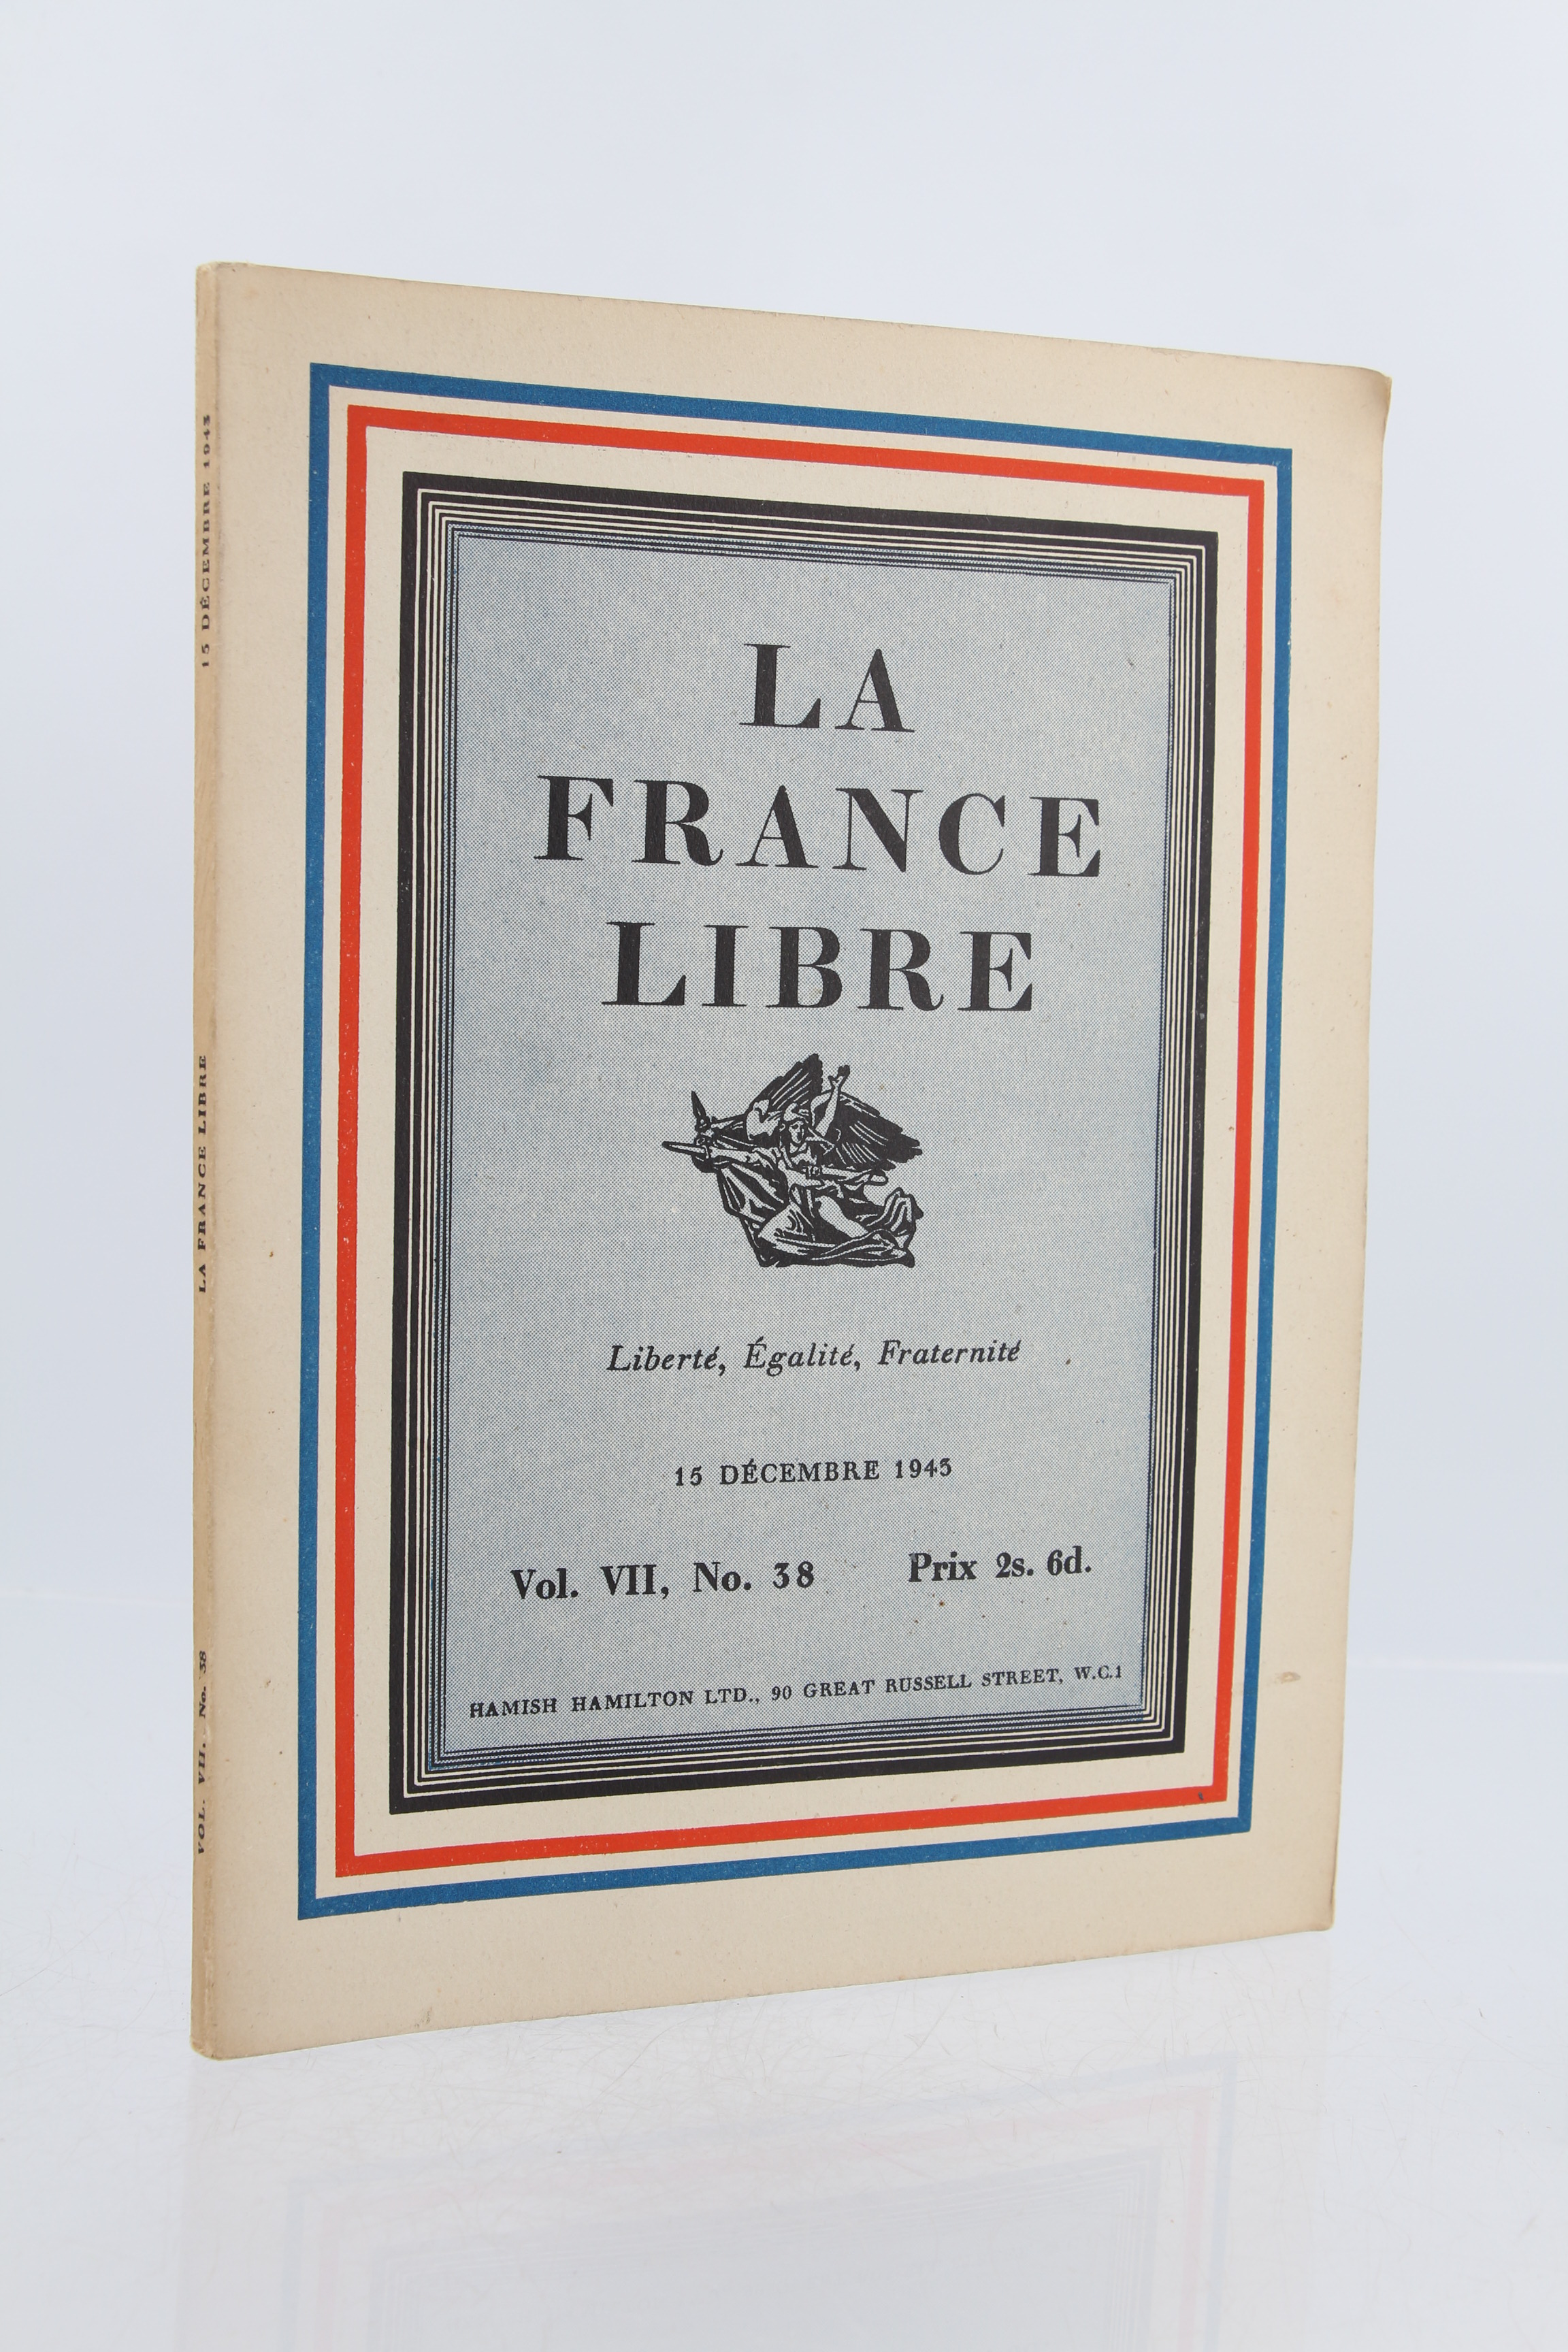 LA
FRANCE
LIBRE
Liberté, Égalité, Fraternité
15 DÉCEMBRE 1943
Vol. VII, No. 38 Prix 2s. 6d.
HAMISH HAMILTON LTD., 90 GREAT RUSSELL STREET, W.C.1
VOL. VII. No. 38 LA FRANCE LIBRE 15 DÉCEMBRE 1943